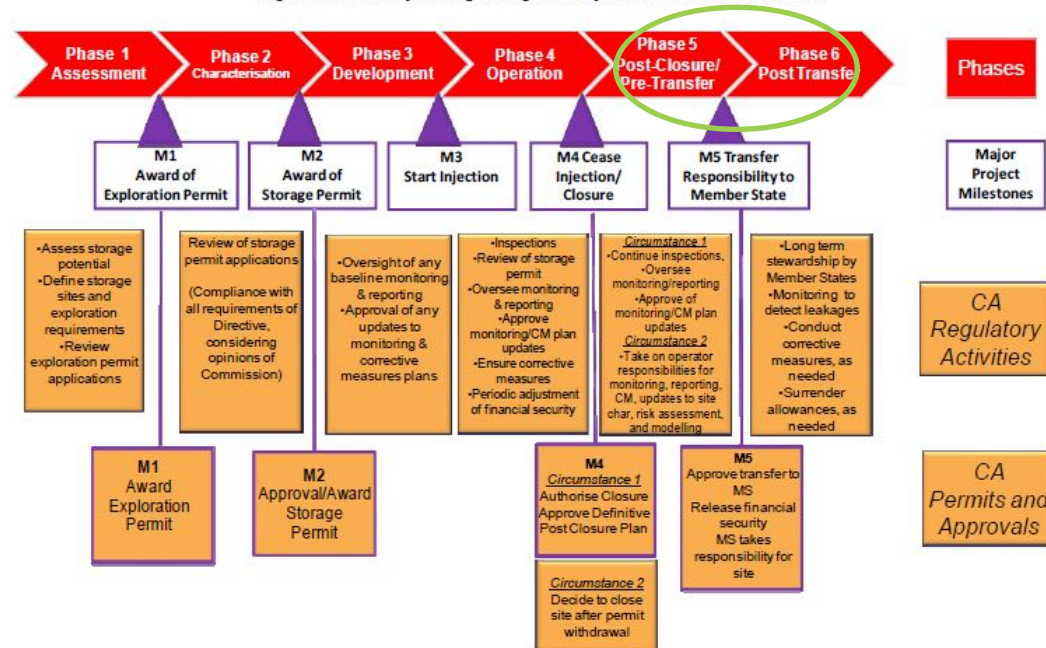 Phase 1
Assessment
Phase 2
Characterisation
Phase 3
Development
Phase 4
Operation
Phase 5
Post-Closure/
Pre-Transfer
Phase 6
Post Transfer
Phases
M1
Award of
Exploration Permit
M2
Award of
Storage Permit
M3
Start Injection
M4 Cease
Injection/
Closure
M5 Transfer
Responsibility to
Member State
Major
Project
Milestones
•Assess storage
potential
•Define storage
sites and
exploration
requirements
•Review
exploration permit
applications
Review of storage
permit applications
(Compliance with
all requirements of
Directive,
considering
opinions of
Commission)
•Oversight of any
baseline monitoring
& reporting
•Approval of any
updates to
monitoring &
corrective
measures plans
•Inspections
•Review of storage
permit
•Oversee monitoring
& reporting
•Approve
monitoring/CM plan
updates
•Ensure corrective
measures
•Periodic adjustment
of financial security
Circumstance 1
•Continue inspections,
•Oversee
monitoring/reporting
•Approve of
monitoring/CM plan
updates
Circumstance 2
•Take on operator
responsibilities for
monitoring, reporting,
CM, updates to site
char, risk assessment,
and modelling
•Long term
stewardship by
Member States
•Monitoring to
detect leakages
•Conduct
corrective
measures, as
needed
•Surrender
allowances, as
needed
CA
Regulatory
Activities
M1
Award
Exploration
Permit
M2
Approval/Award
Storage
Permit
M4
Circumstance 1
Authorise Closure
Approve Definitive
Post Closure Plan
Circumstance 2
Decide to close
site after permit
withdrawal
M5
Approve transfer to
MS
Release financial
security
MS takes
responsibility for
site
CA
Permits and
Approvals